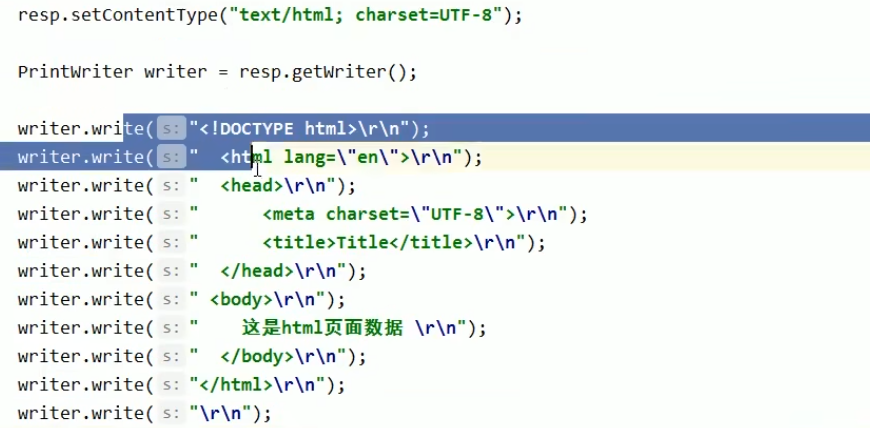 resp.setContentType("text/html; charset=UTF-8");
PrintWriter writer = resp.getWriter();
writer.write( s: "<!DOCTYPE html>\r\n");
writer.write( s: "  <html lang=\"en\">\r\n");
writer.write( s: "  <head>\r\n");
writer.write( s: "      <meta charset=\"UTF-8\">\r\n");
writer.write( s: "      <title>Title</title>\r\n");
writer.write( s: "  </head>\r\n");
writer.write( s: " <body>\r\n");
writer.write( s: "    这是html页面数据 \r\n");
writer.write( s: "  </body>\r\n");
writer.write( s: "</html>\r\n");
writer.write( s: "\r\n");